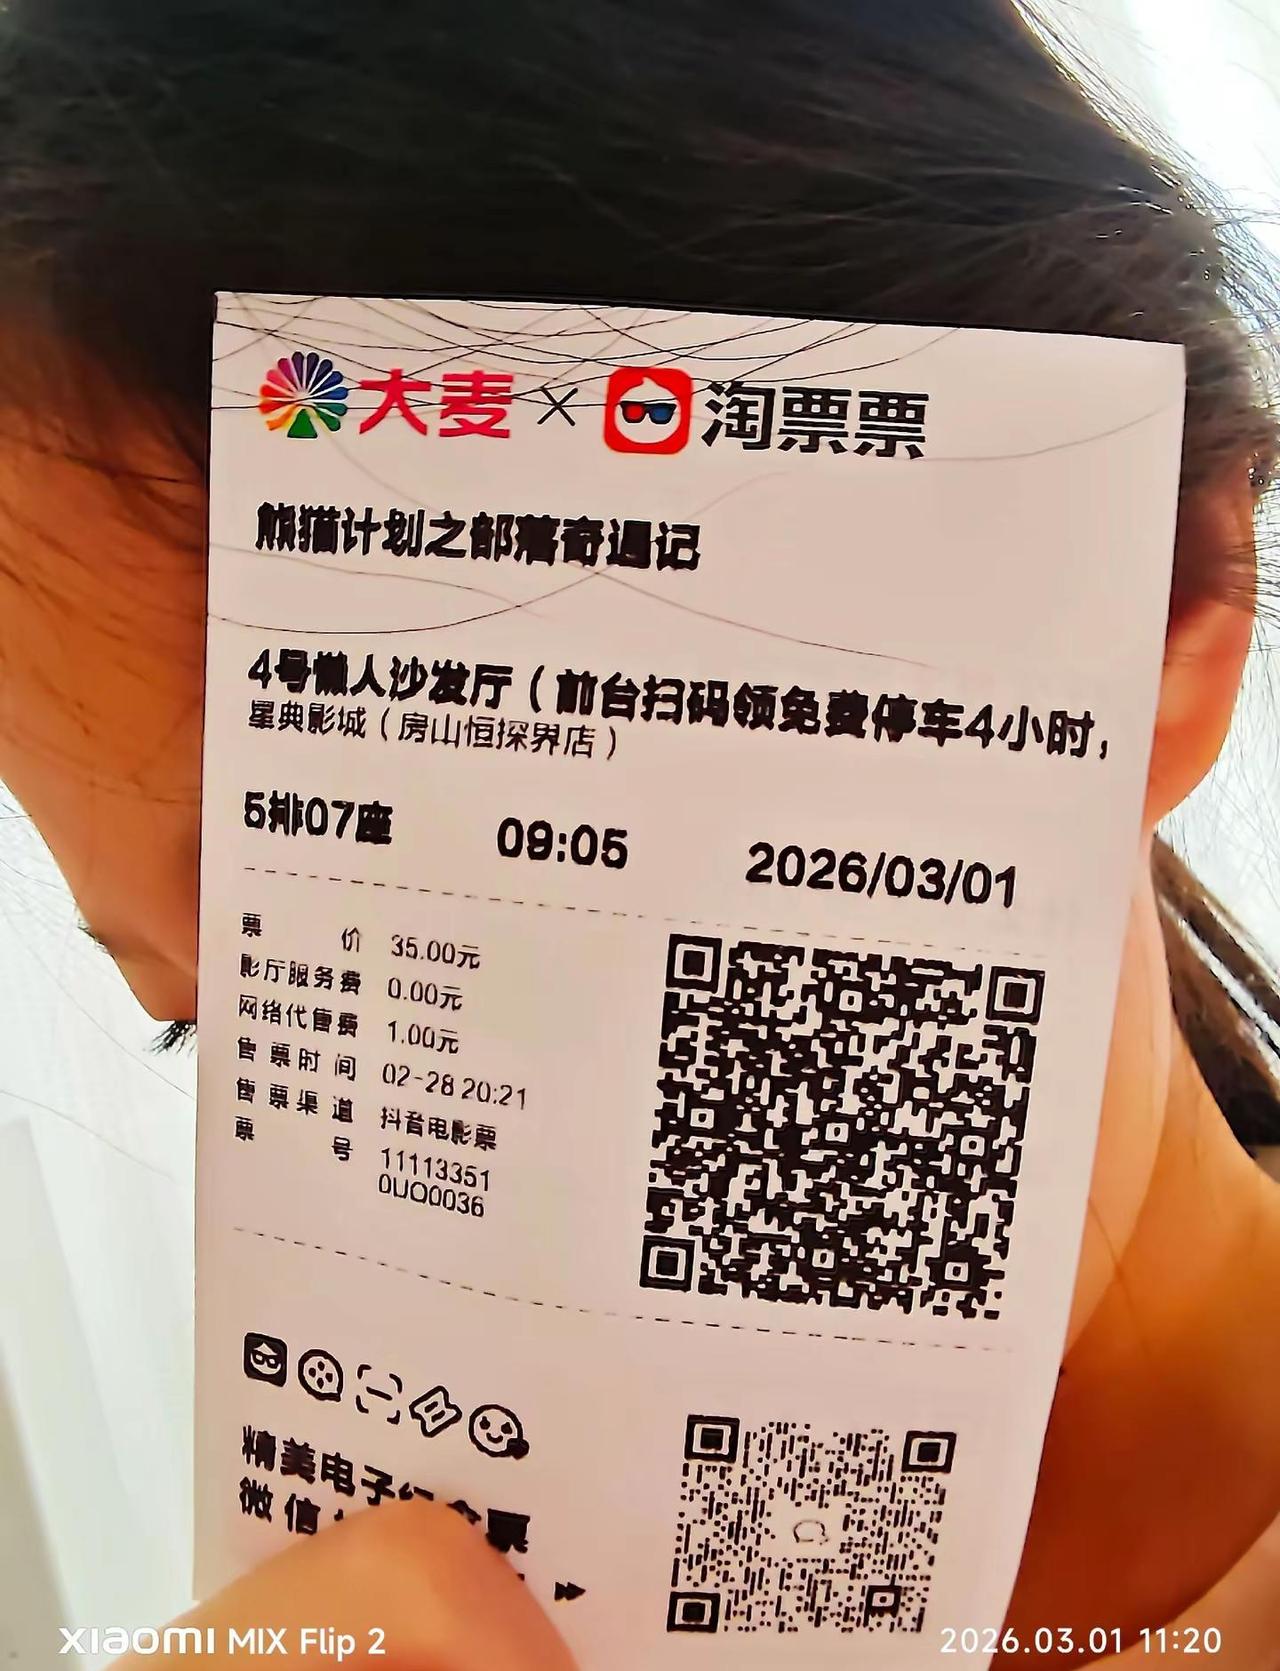 大麦 × 淘票票
熊猫计划之部落奇遇记
4号懒人沙发厅（前台扫码领免费停车4小时，
星典影城（房山恒探界店）
5排07座 09:05 2026/03/01
票价 35.00元
影厅服务费 0.00元
网络代售费 1.00元
售票时间 02-28 20:21
售票渠道 抖音电影票
票号 11113351
0UO0036
精美电子纪念票
微信
xiaomi MIX Flip 2
2026.03.01 11:20